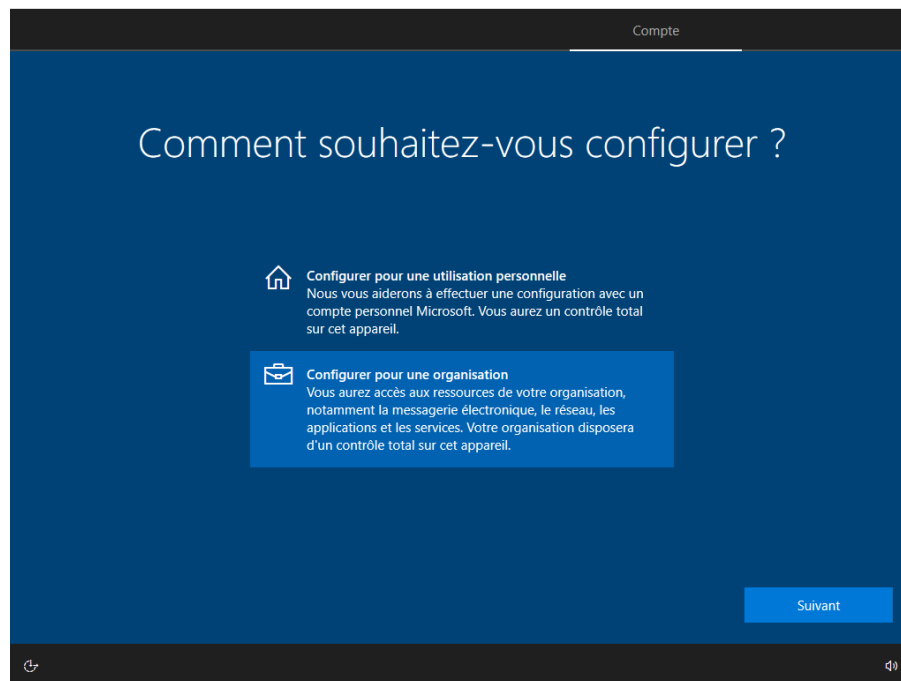 Compte
Comment souhaitez-vous configurer ?
Configurer pour une utilisation personnelle
Nous vous aiderons à effectuer une configuration avec un
compte personnel Microsoft. Vous aurez un contrôle total
sur cet appareil.
Configurer pour une organisation
Vous aurez accès aux ressources de votre organisation,
notamment la messagerie électronique, le réseau, les
applications et les services. Votre organisation disposera
d'un contrôle total sur cet appareil.
Suivant